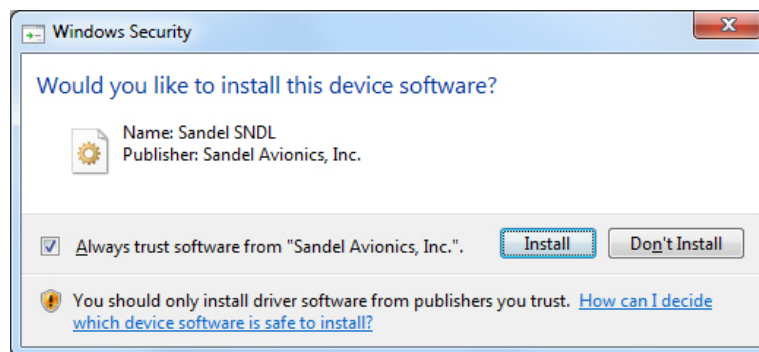 Windows Security
Would you like to install this device software?
Name: Sandel SNDL
Publisher: Sandel Avionics, Inc.
Always trust software from "Sandel Avionics, Inc.".
Install
Don't Install
You should only install driver software from publishers you trust. How can I decide
which device software is safe to install?